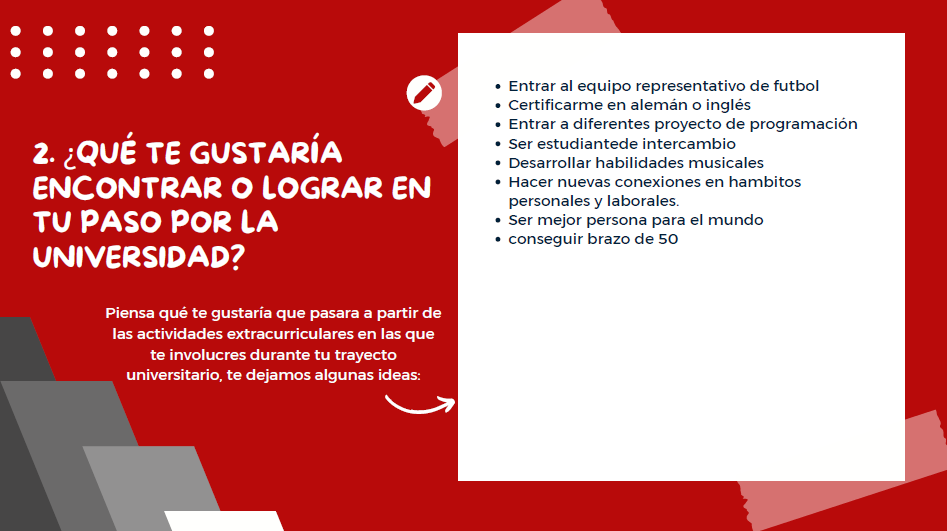 2. ¿QUÉ TE GUSTARÍA
ENCONTRAR O LOGRAR EN
TU PASO POR LA
UNIVERSIDAD?
Piensa qué te gustaría que pasara a partir de
las actividades extracurriculares en las que
te involucres durante tu trayecto
universitario, te dejamos algunas ideas:
• Entrar al equipo representativo de futbol
• Certificarme en alemán o inglés
• Entrar a diferentes proyecto de programación
• Ser estudiantede intercambio
• Desarrollar habilidades musicales
• Hacer nuevas conexiones en hambitos
personales y laborales.
• Ser mejor persona para el mundo
• conseguir brazo de 50